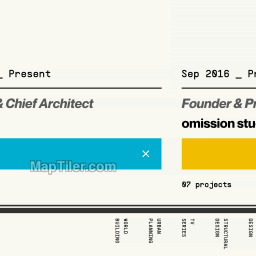 _ Present
& Chief Architect
×
MapTiler.com
Sep 2016 _ Pr
Founder & Pr
omission stu
07 projects
WORLD
BUILDING
URBAN
PLANNING
TV
SERIES
STRUCTURAL
DESIGN
DESIGN